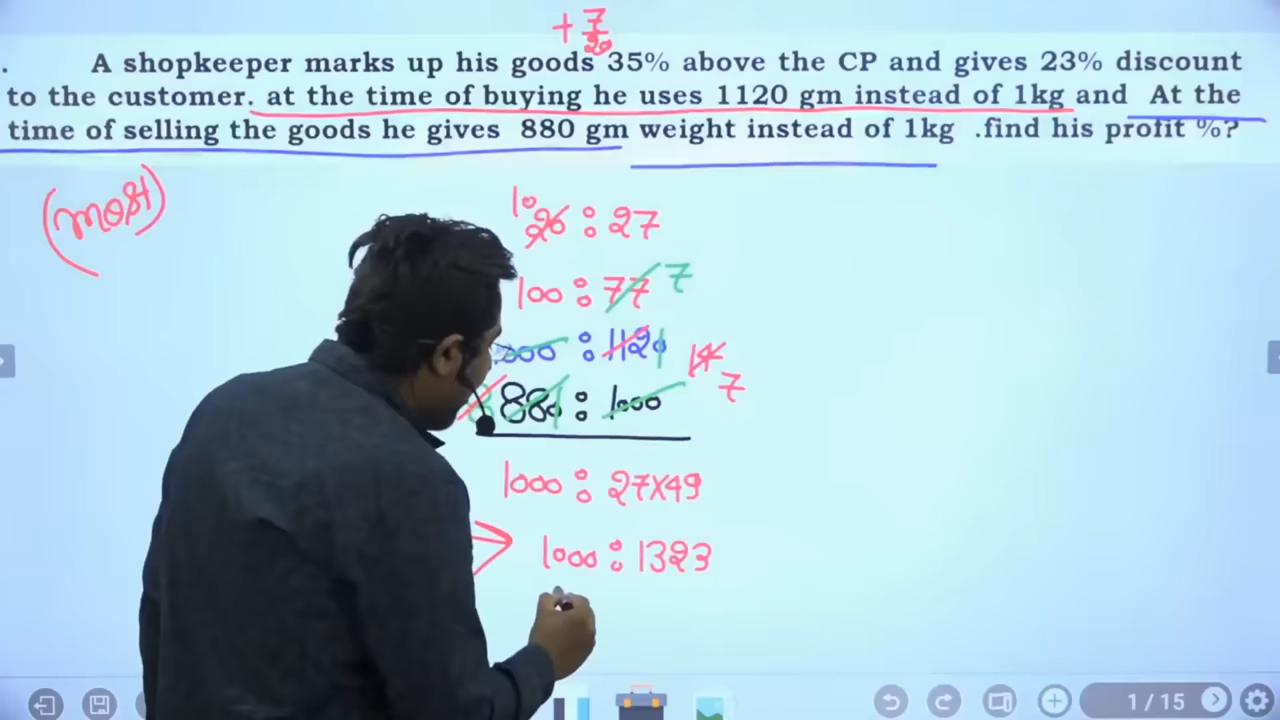 + 7/20
. A shopkeeper marks up his goods 35% above the CP and gives 23% discount
to the customer. at the time of buying he uses 1120 gm instead of 1kg and At the
time of selling the goods he gives 880 gm weight instead of 1kg .find his profit %?
(most)
10
20 : 27
100 : 77 7
1000 : 1120 14
880 : 1000 7
1000 : 27x49
1000 : 1323
1 / 15